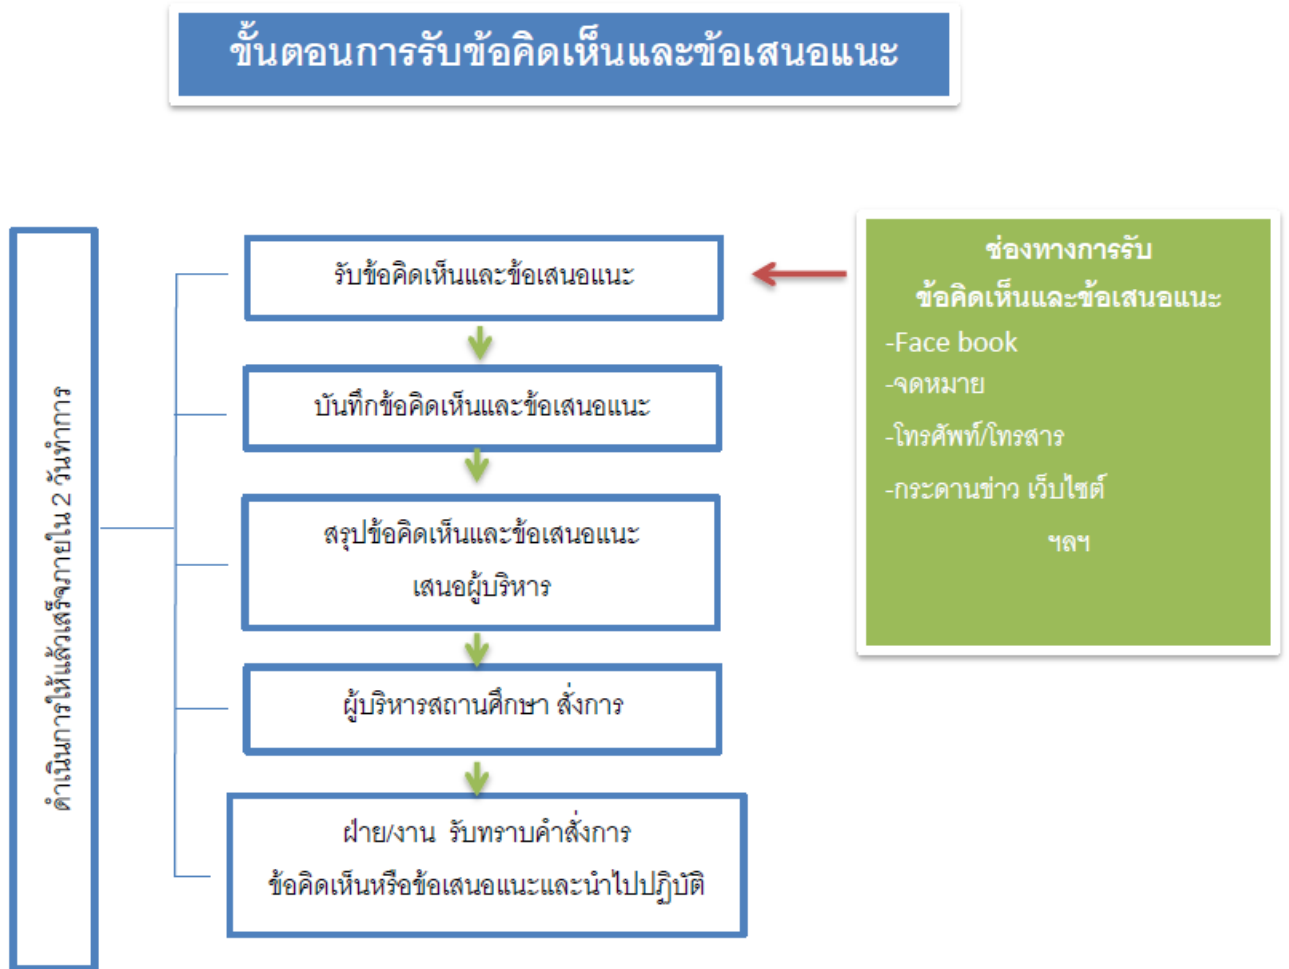 ขั้นตอนการรับข้อคิดเห็นและข้อเสนอแนะ
ดำเนินการให้แล้วเสร็จภายใน 2 วันทำการ
รับข้อคิดเห็นและข้อเสนอแนะ
บันทึกข้อคิดเห็นและข้อเสนอแนะ
สรุปข้อคิดเห็นและข้อเสนอแนะ
เสนอผู้บริหาร
ผู้บริหารสถานศึกษา สั่งการ
ฝ่าย/งาน รับทราบคำสั่งการ
ข้อคิดเห็นหรือข้อเสนอแนะและนำไปปฏิบัติ
ช่องทางการรับ
ข้อคิดเห็นและข้อเสนอแนะ
-Face book
-จดหมาย
-โทรศัพท์/โทรสาร
-กระดานข่าว เว็บไซต์
ฯลฯ